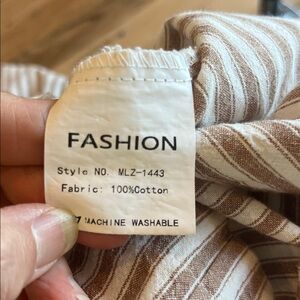 FASHION
Style NO. MLZ-1443
Fabric: 100%Cotton
MACHINE WASHABLE